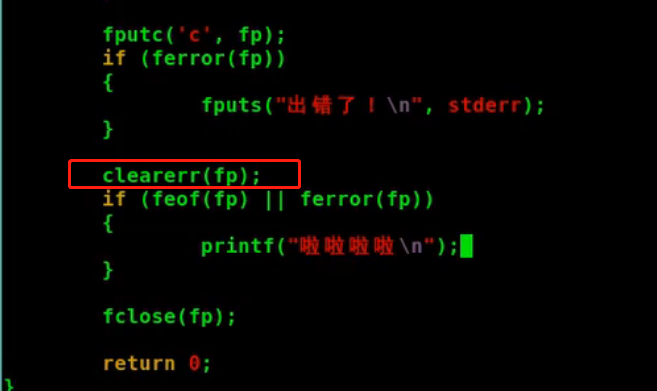 fputc('c', fp);
if (ferror(fp))
{
fputs("出错了！\n", stderr);
}
clearerr(fp);
if (feof(fp) || ferror(fp))
{
printf("啦啦啦啦\n");
}
fclose(fp);
return 0;
}